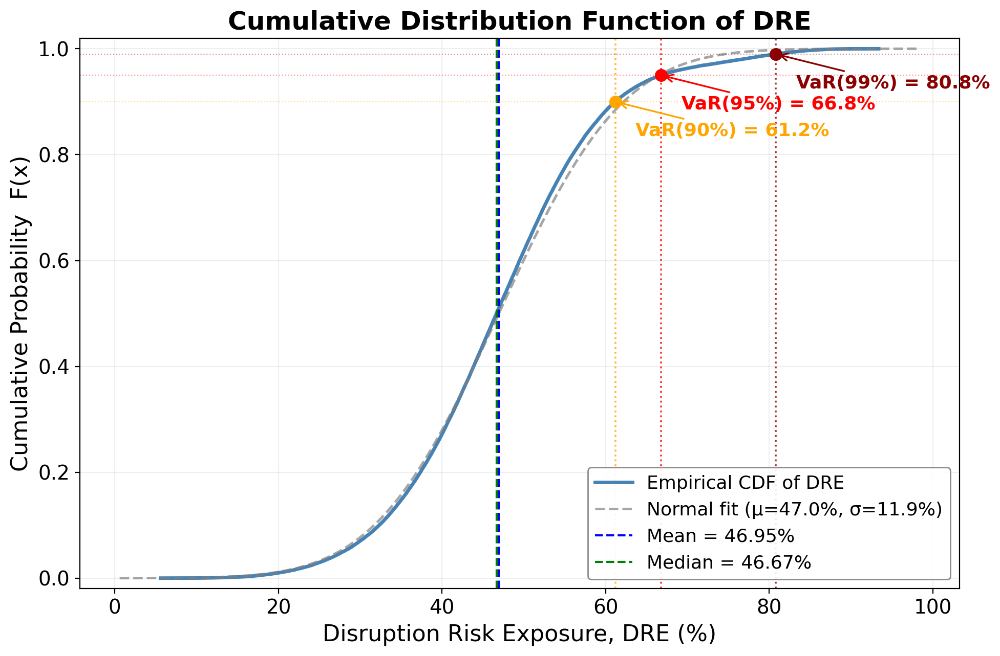 Cumulative Distribution Function of DRE
Cumulative Probability  F(x)
1.0
0.8
0.6
0.4
0.2
0.0
VaR(99%) = 80.8%
VaR(95%) = 66.8%
VaR(90%) = 61.2%
Empirical CDF of DRE
Normal fit (μ=47.0%, σ=11.9%)
Mean = 46.95%
Median = 46.67%
0 20 40 60 80 100
Disruption Risk Exposure, DRE (%)